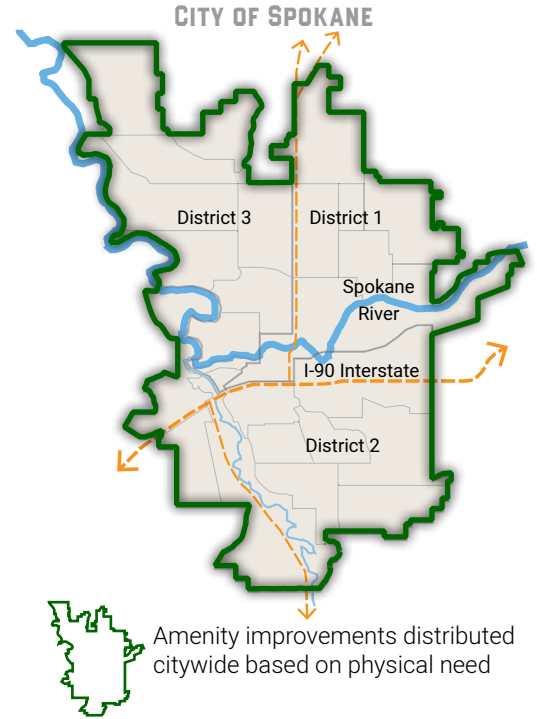 City of Spokane
District 3
District 1
Spokane
River
I-90 Interstate
District 2
Amenity improvements distributed
citywide based on physical need